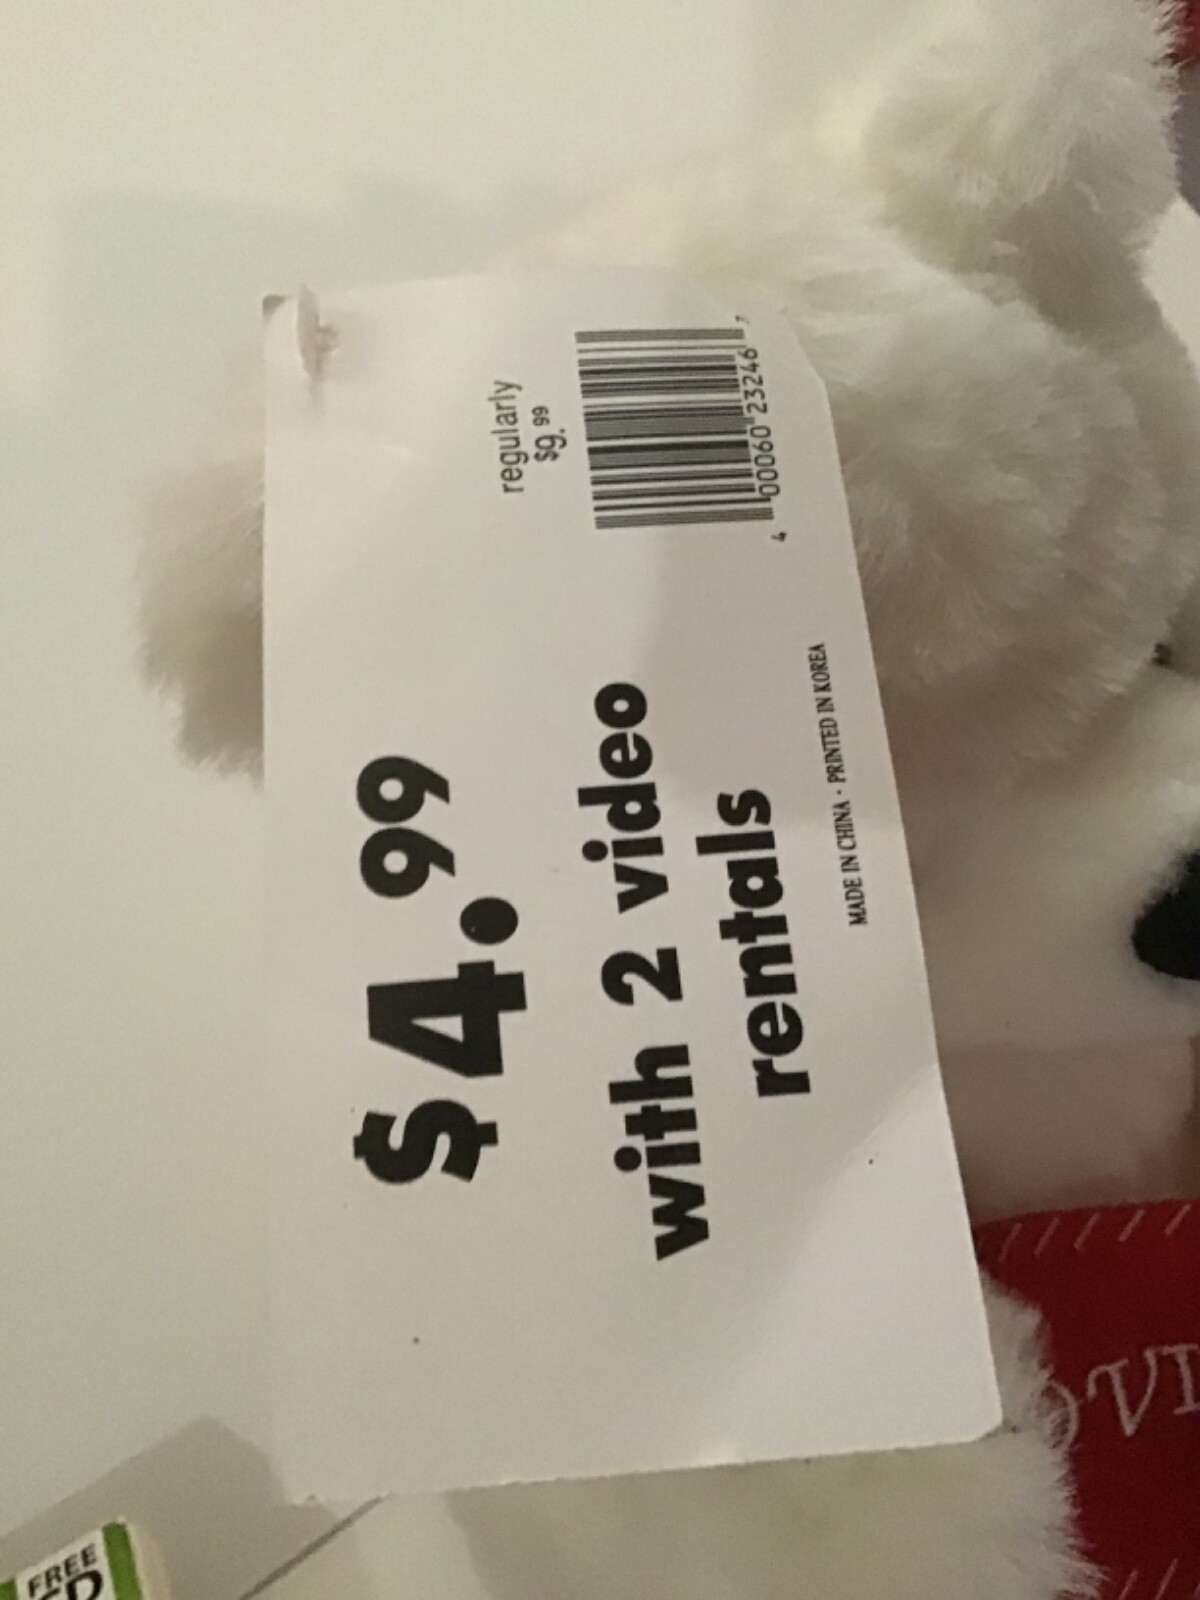 $4.99
with 2 video
rentals
regularly
$9.99
4 00060 23246 7
MADE IN CHINA · PRINTED IN KOREA
FREE